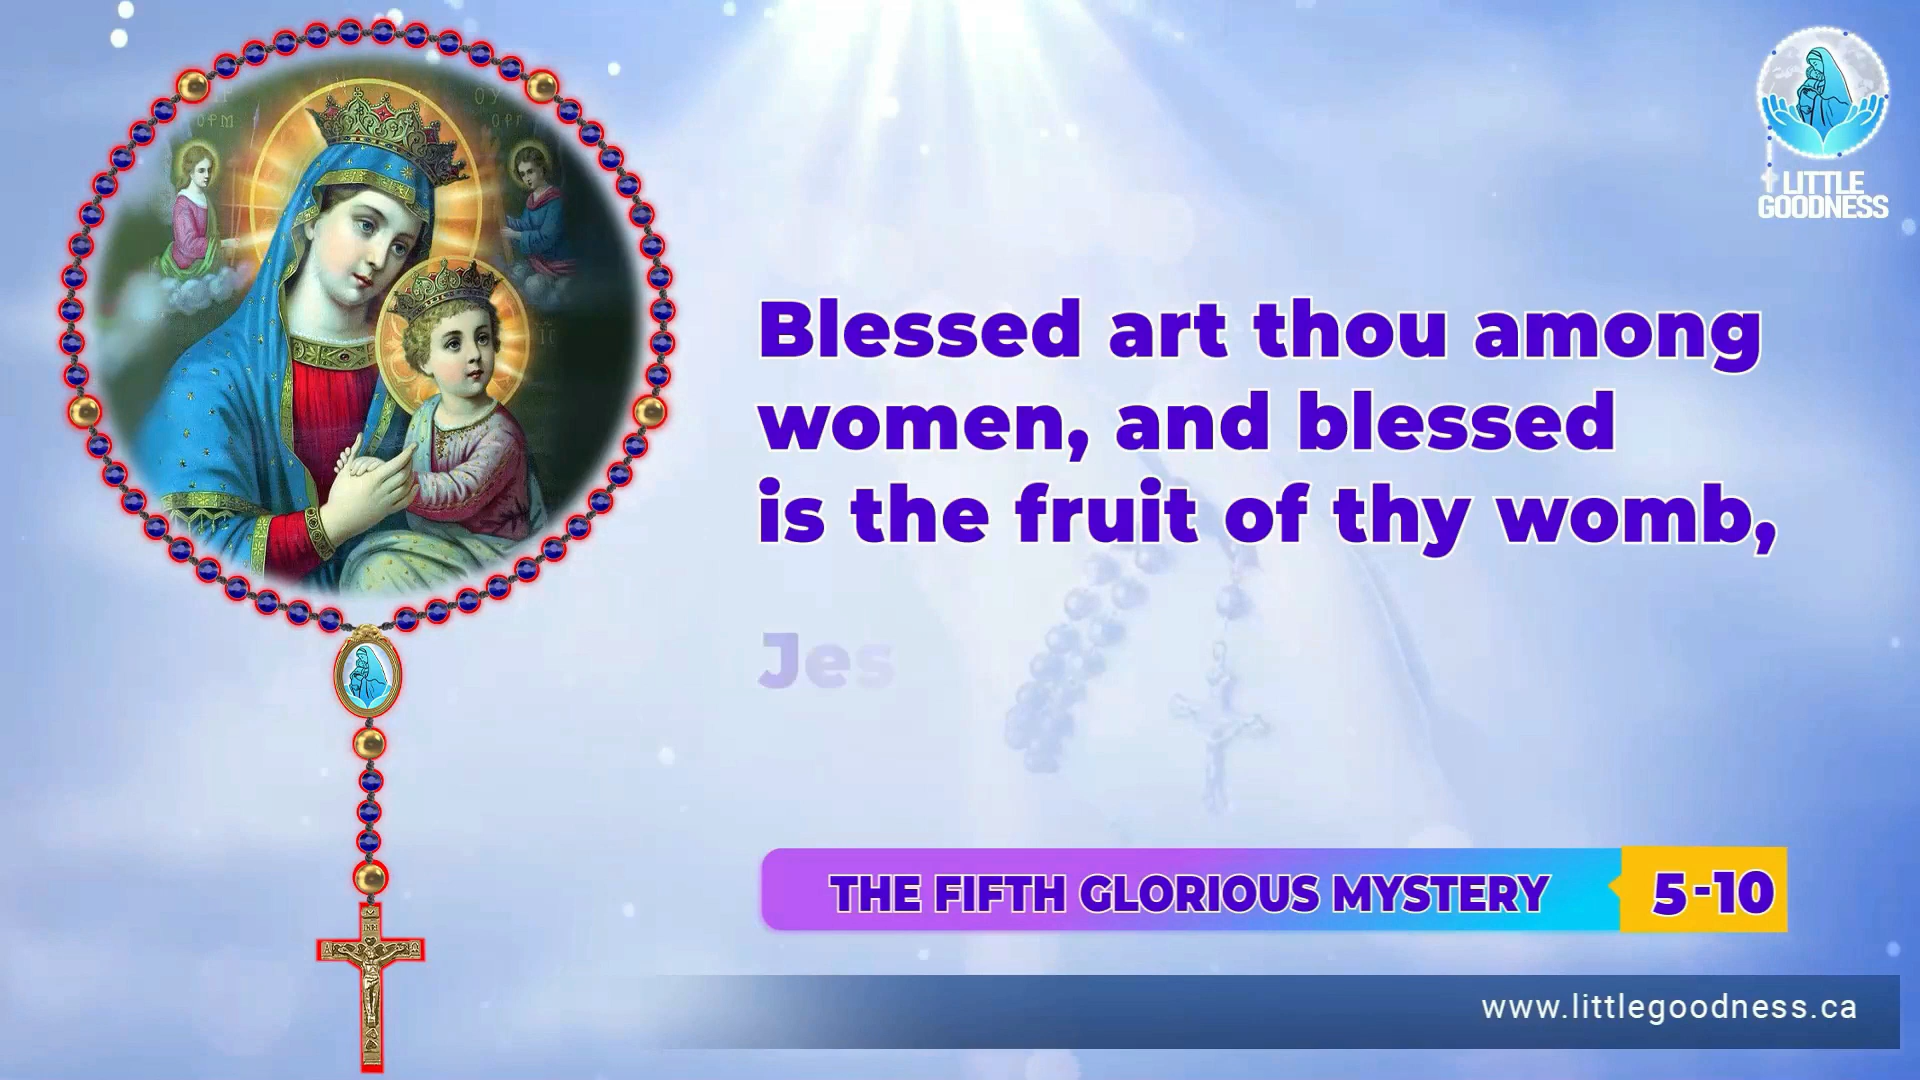 LITTLE
GOODNESS
Blessed art thou among
women, and blessed
is the fruit of thy womb,
Jes
THE FIFTH GLORIOUS MYSTERY 5-10
www.littlegoodness.ca